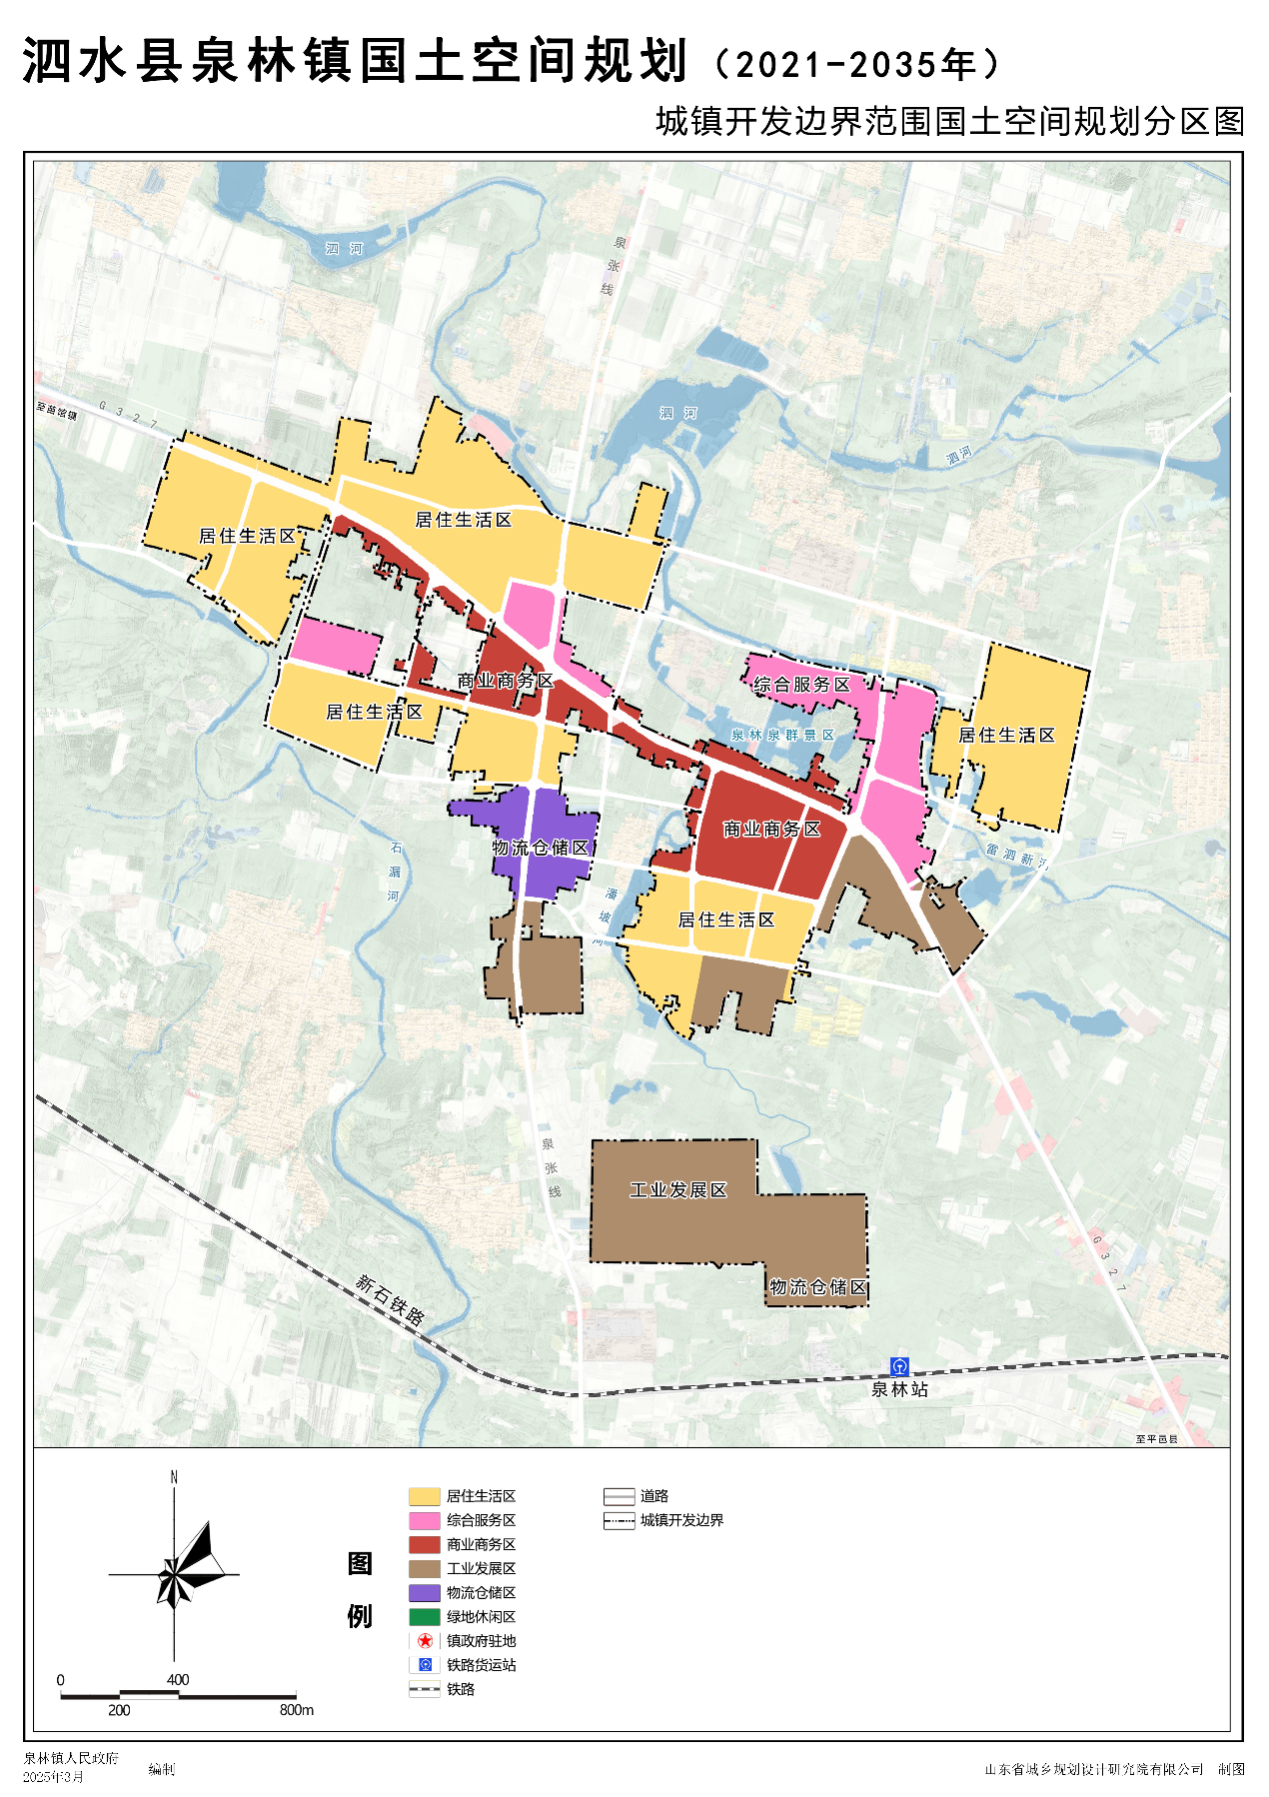 泗水县泉林镇国土空间规划（2021-2035年）
城镇开发边界范围国土空间规划分区图
泗 河
泉张线
至苗馆镇
G327
泗 河
泗河
居住生活区
居住生活区
商业商务区
综合服务区
居住生活区
泉林泉群景区
居住生活区
商业商务区
物流仓储区
石漏河
雷泗新河
潘坡河
居住生活区
泉张线
工业发展区
物流仓储区
G327
新石铁路
泉林站
至平邑县
N
图例
居住生活区
综合服务区
商业商务区
工业发展区
物流仓储区
绿地休闲区
镇政府驻地
铁路货运站
铁路
道路
城镇开发边界
0 400
200 800m
泉林镇人民政府
2025年3月
编制
山东省城乡规划设计研究院有限公司 制图